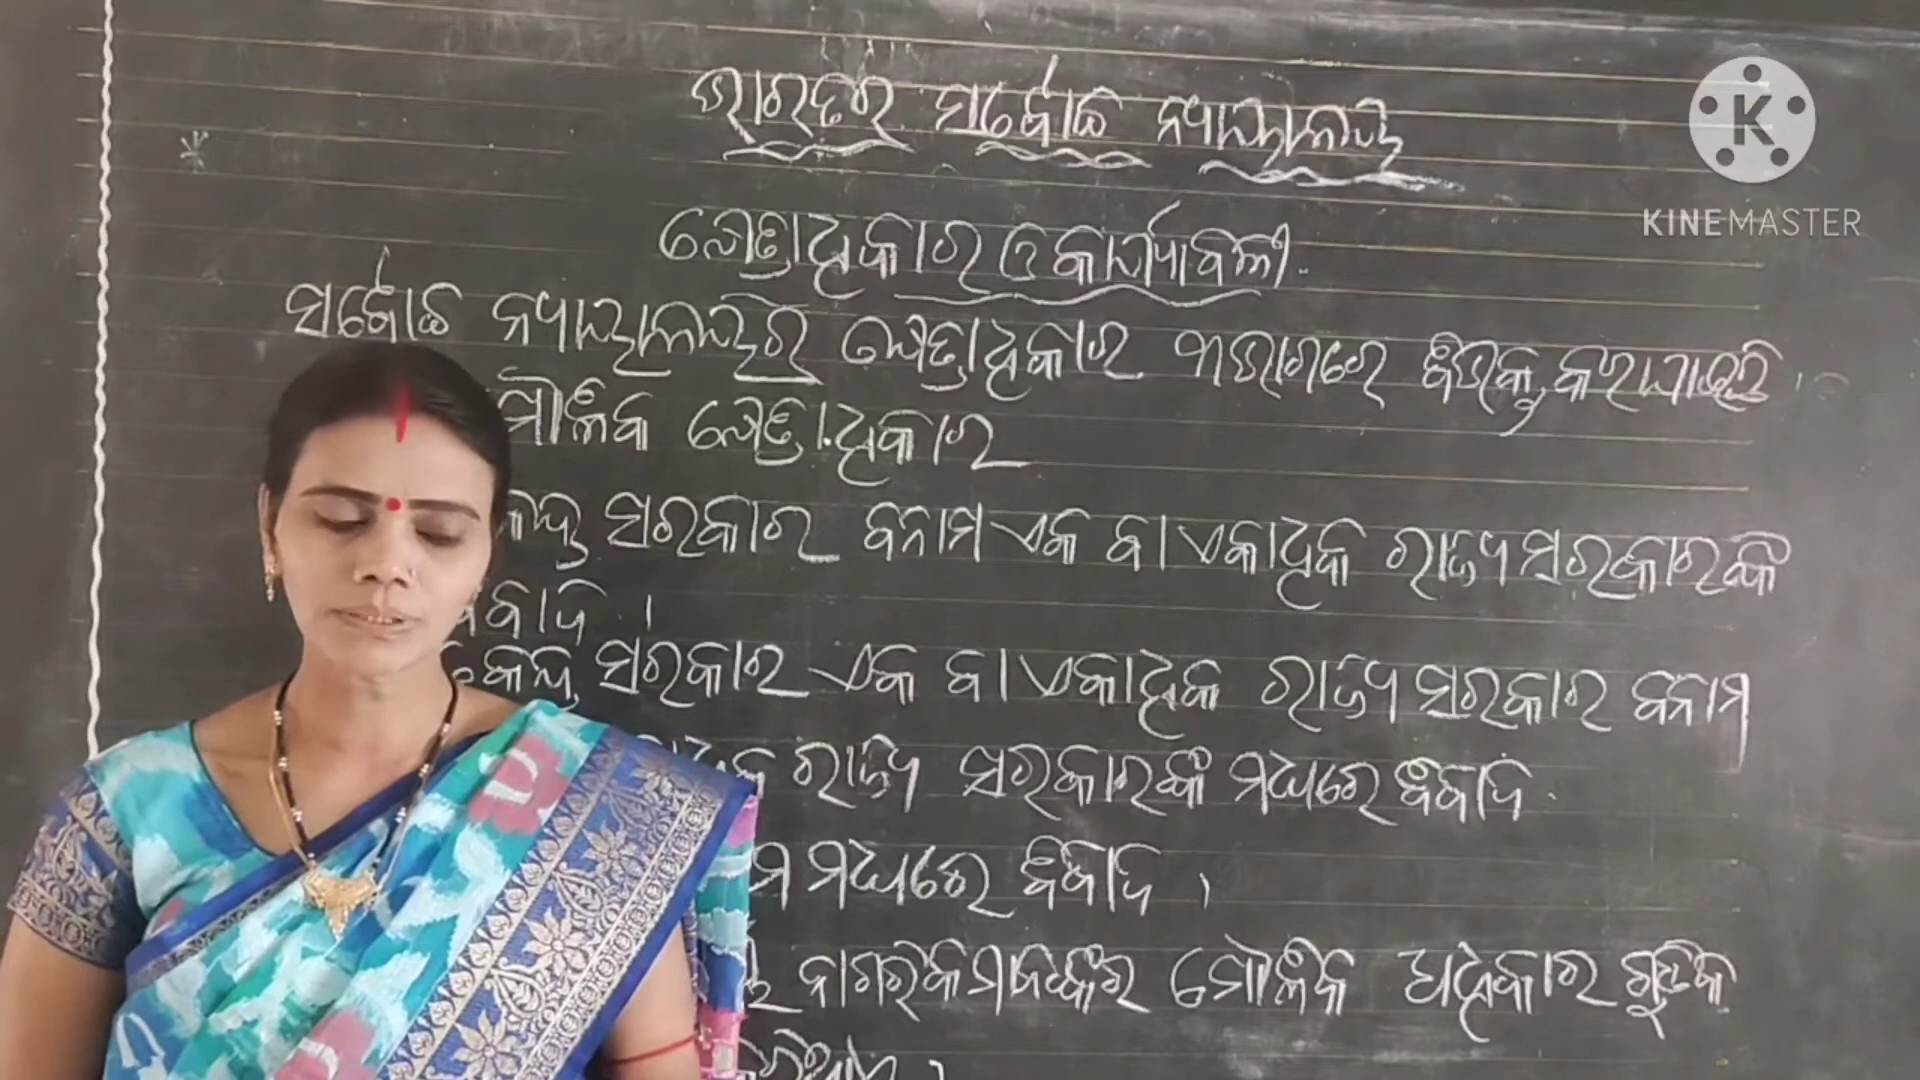 ଭାରତର ସର୍ବୋଚ୍ଚ ନ୍ୟାୟାଳୟ
KINEMASTER
କ୍ଷେତ୍ରାଧିକାର ଓ କାର୍ଯ୍ୟାବଳୀ
ସର୍ବୋଚ୍ଚ ନ୍ୟାୟାଳୟର କ୍ଷେତ୍ରାଧିକାର ୩ଭାଗରେ ବିଭକ୍ତ କରାଯାଇଛି
ମୌଳିକ କ୍ଷେତ୍ରାଧିକାର
ସରକାର ବନାମ ଏକ ବା ଏକାଧିକ ରାଜ୍ୟ ସରକାରଙ୍କ
କେନ୍ଦ୍ର ସରକାର ଏକ ବା ଏକାଧିକ ରାଜ୍ୟ ସରକାର ବନାମ
ରାଜ୍ୟ ସରକାରଙ୍କ ମଧ୍ୟରେ ବିବାଦ
ମଧ୍ୟରେ ବିବାଦ ।
ନାଗରିକମାନଙ୍କର ମୌଳିକ ଅଧିକାର ଗୁଡିକ